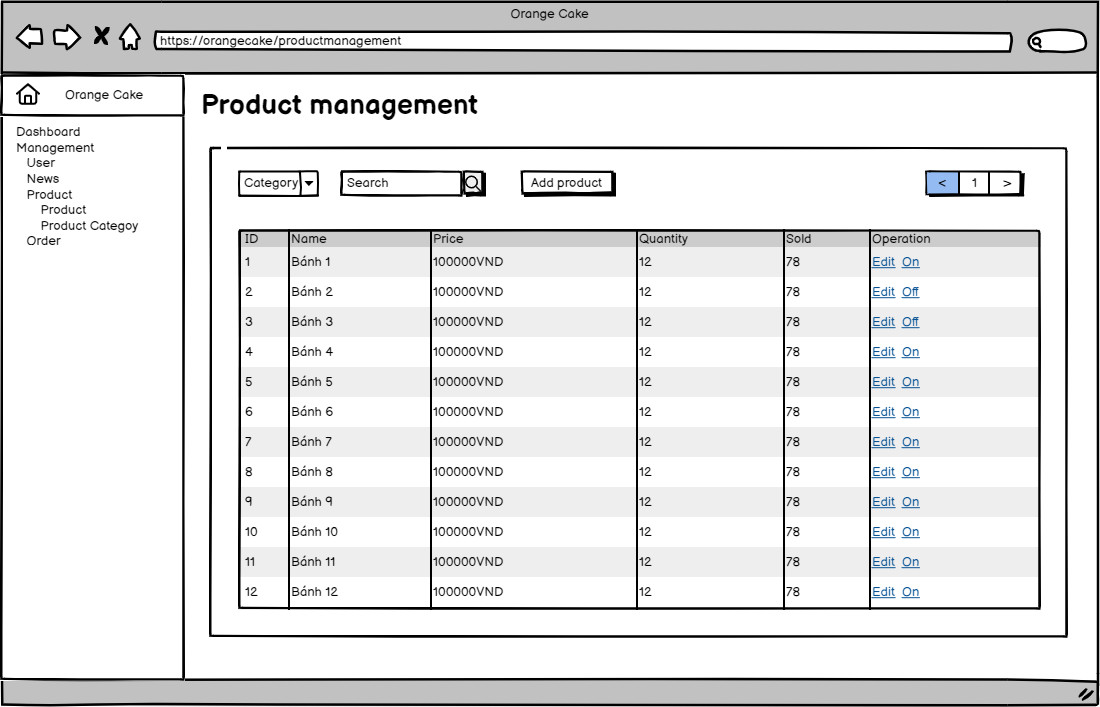 Orange Cake
https://orangecake/productmanagement
Orange Cake
Dashboard
Management
User
News
Product
Product
Product Categoy
Order
Product management
Category Search Add product < 1 >
ID Name Price Quantity Sold Operation
1 Bánh 1 100000VND 12 78 Edit On
2 Bánh 2 100000VND 12 78 Edit Off
3 Bánh 3 100000VND 12 78 Edit Off
4 Bánh 4 100000VND 12 78 Edit On
5 Bánh 5 100000VND 12 78 Edit On
6 Bánh 6 100000VND 12 78 Edit On
7 Bánh 7 100000VND 12 78 Edit On
8 Bánh 8 100000VND 12 78 Edit On
9 Bánh 9 100000VND 12 78 Edit On
10 Bánh 10 100000VND 12 78 Edit On
11 Bánh 11 100000VND 12 78 Edit On
12 Bánh 12 100000VND 12 78 Edit On